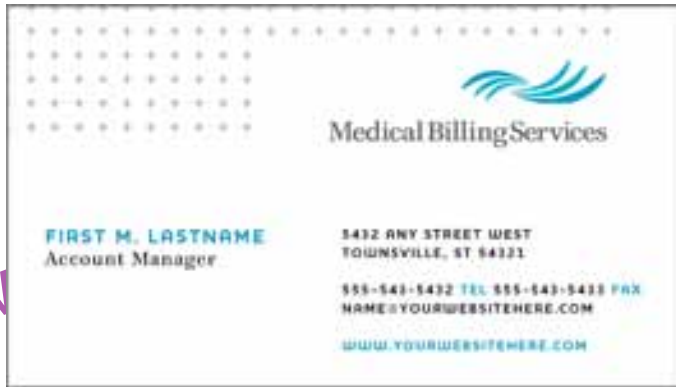 Medical Billing Services
FIRST M. LASTNAME
Account Manager
5432 ANY STREET WEST
TOWNSVILLE, ST 54321
555-543-5432 TEL 555-543-5433 FAX
NAME@YOURWEBSITEHERE.COM
WWW.YOURWEBSITEHERE.COM